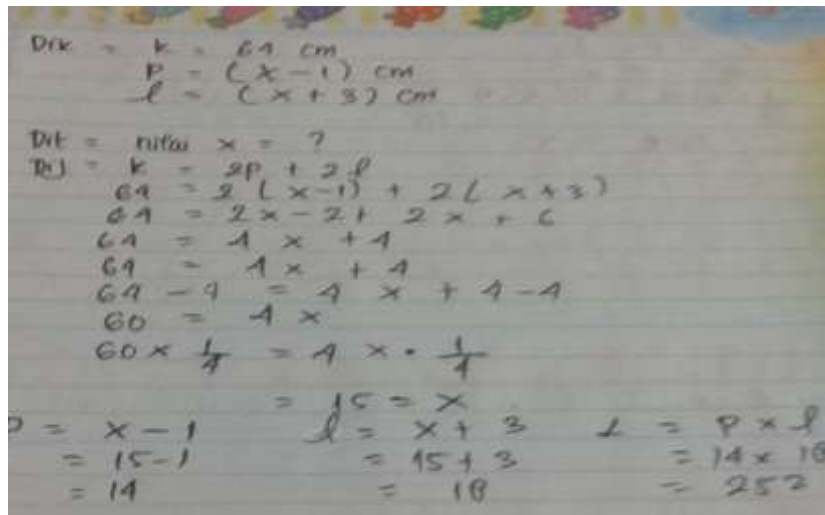 Dik = k = 64 cm
P = (x - 1) cm
l = (x + 3) cm
Dit = nilai x = ?
Dij = k = 2p + 2l
64 = 2 (x-1) + 2 (x+3)
64 = 2x - 2 + 2x + 6
64 = 4x + 4
64 = 4x + 4
64 - 4 = 4x + 4 - 4
60 = 4x
60 x 1/4 = 4x . 1/4
= 15 = x
P = x - 1 l = x + 3 L = P x l
= 15-1 = 15+3 = 14 x 18
= 14 = 18 = 252